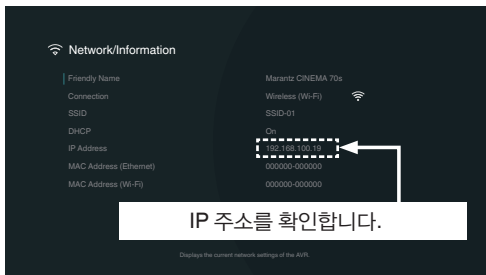 Network/Information
Friendly Name Marantz CINEMA 70s
Connection Wireless (Wi-Fi)
SSID SSID-01
DHCP On
IP Address 192.168.100.19
MAC Address (Ethernet) 000000-000000
MAC Address (Wi-Fi) 000000-000000
IP 주소를 확인합니다.
Displays the current network settings of the AVR.